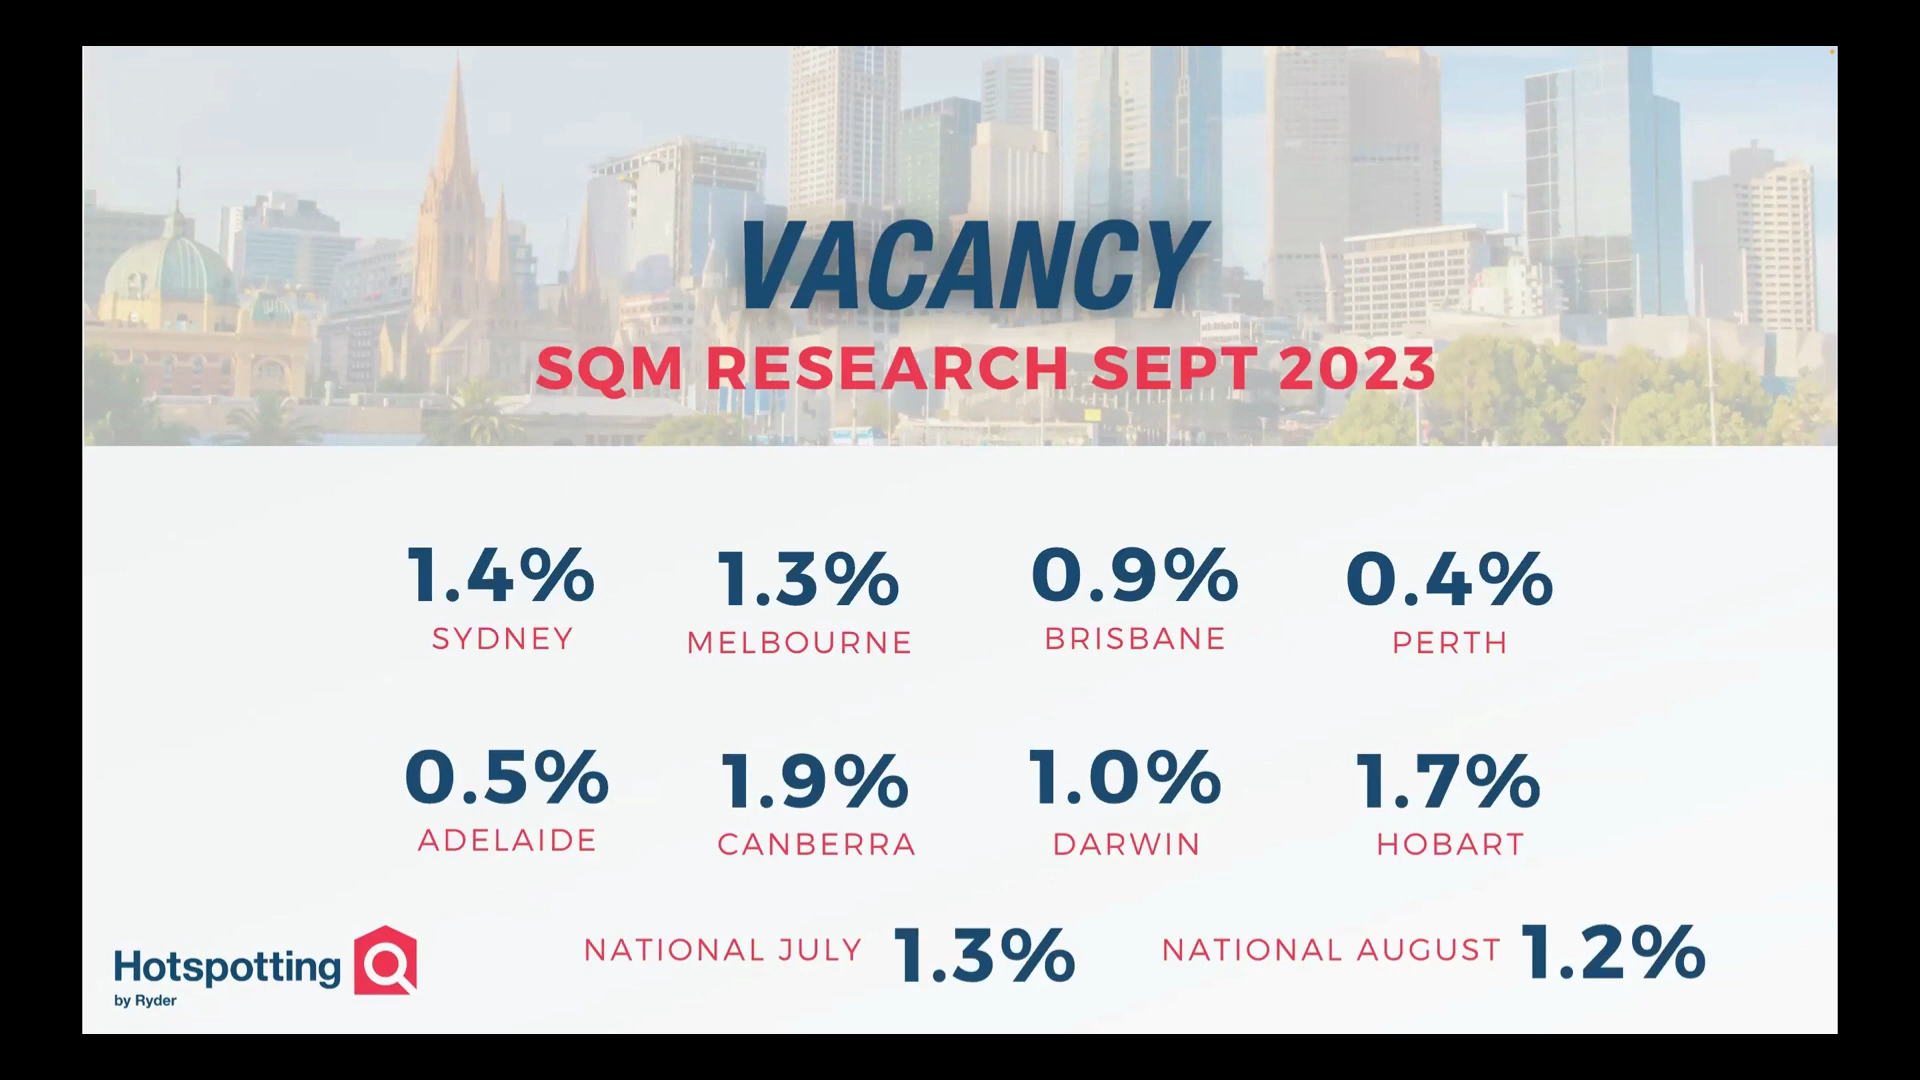 VACANCY
SQM RESEARCH SEPT 2023
1.4%
SYDNEY
1.3%
MELBOURNE
0.9%
BRISBANE
0.4%
PERTH
0.5%
ADELAIDE
1.9%
CANBERRA
1.0%
DARWIN
1.7%
HOBART
Hotspotting
by Ryder
NATIONAL JULY 1.3%
NATIONAL AUGUST 1.2%